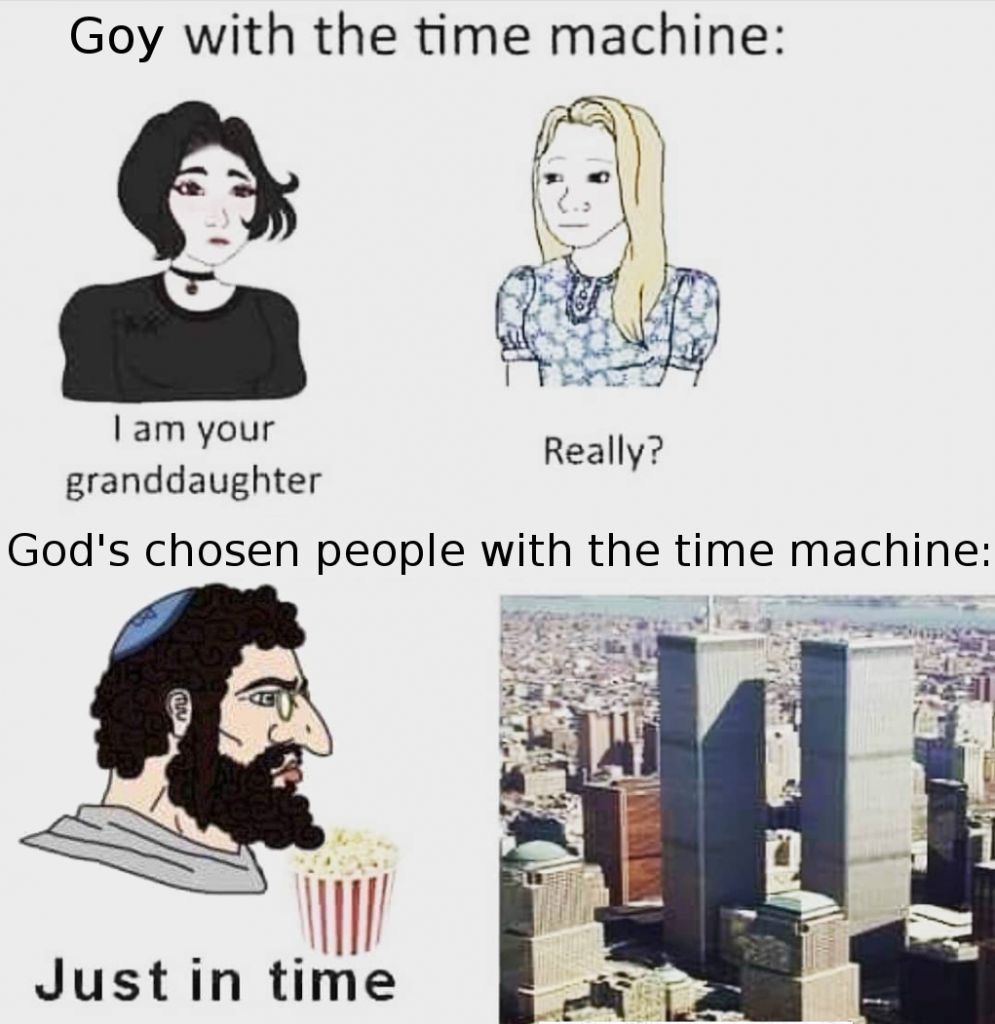 Goy with the time machine:
I am your
granddaughter
Really?
God's chosen people with the time machine:
Just in time